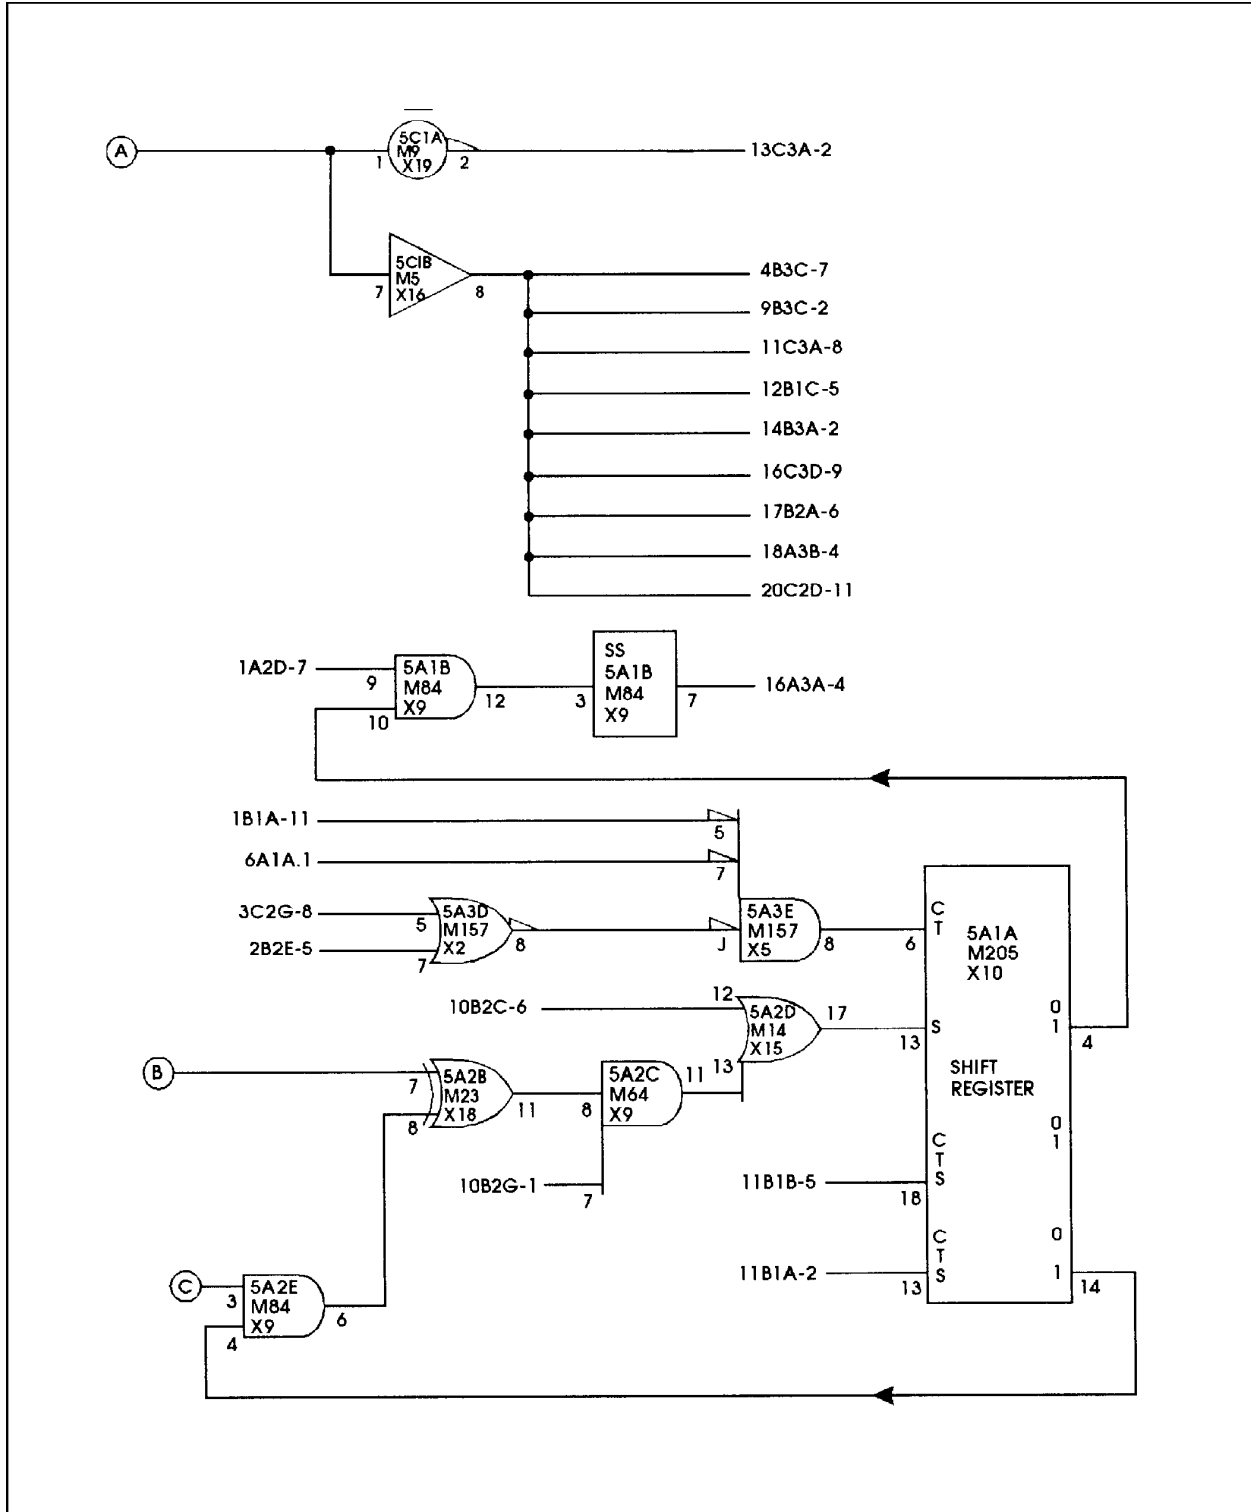 A
5C1A
M9
X19
1
2
13C3A-2
5CIB
M5
X16
7
8
4B3C-7
9B3C-2
11C3A-8
12B1C-5
14B3A-2
16C3D-9
17B2A-6
18A3B-4
20C2D-11
1A2D-7
9
10
5A1B
M84
X9
12
3
SS
5A1B
M84
X9
7
16A3A-4
1B1A-11
5
6A1A.1
7
3C2G-8
5
2B2E-5
7
5A3D
M157
X2
8
J
5A3E
M157
X5
8
6
C
T
5A1A
M205
X10
10B2C-6
12
13
5A2D
M14
X15
17
13
S
0
1
4
SHIFT
REGISTER
B
7
8
5A2B
M23
X18
11
8
5A2C
M64
X9
11
10B2G-1
7
11B1B-5
18
C
T
S
0
1
11B1A-2
13
C
T
S
0
1
14
C
3
4
5A2E
M84
X9
6